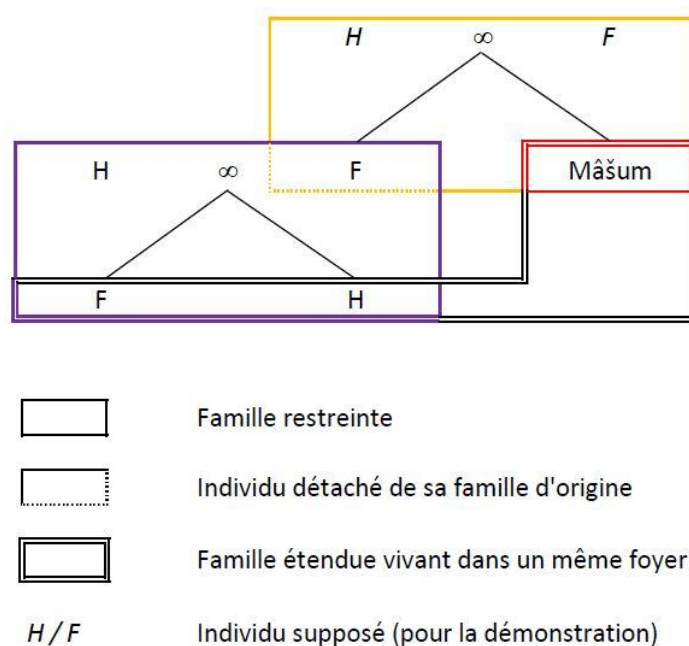 H ∞ F
H ∞ F Mâšum
F H
Famille restreinte
Individu détaché de sa famille d'origine
Famille étendue vivant dans un même foyer
H / F Individu supposé (pour la démonstration)